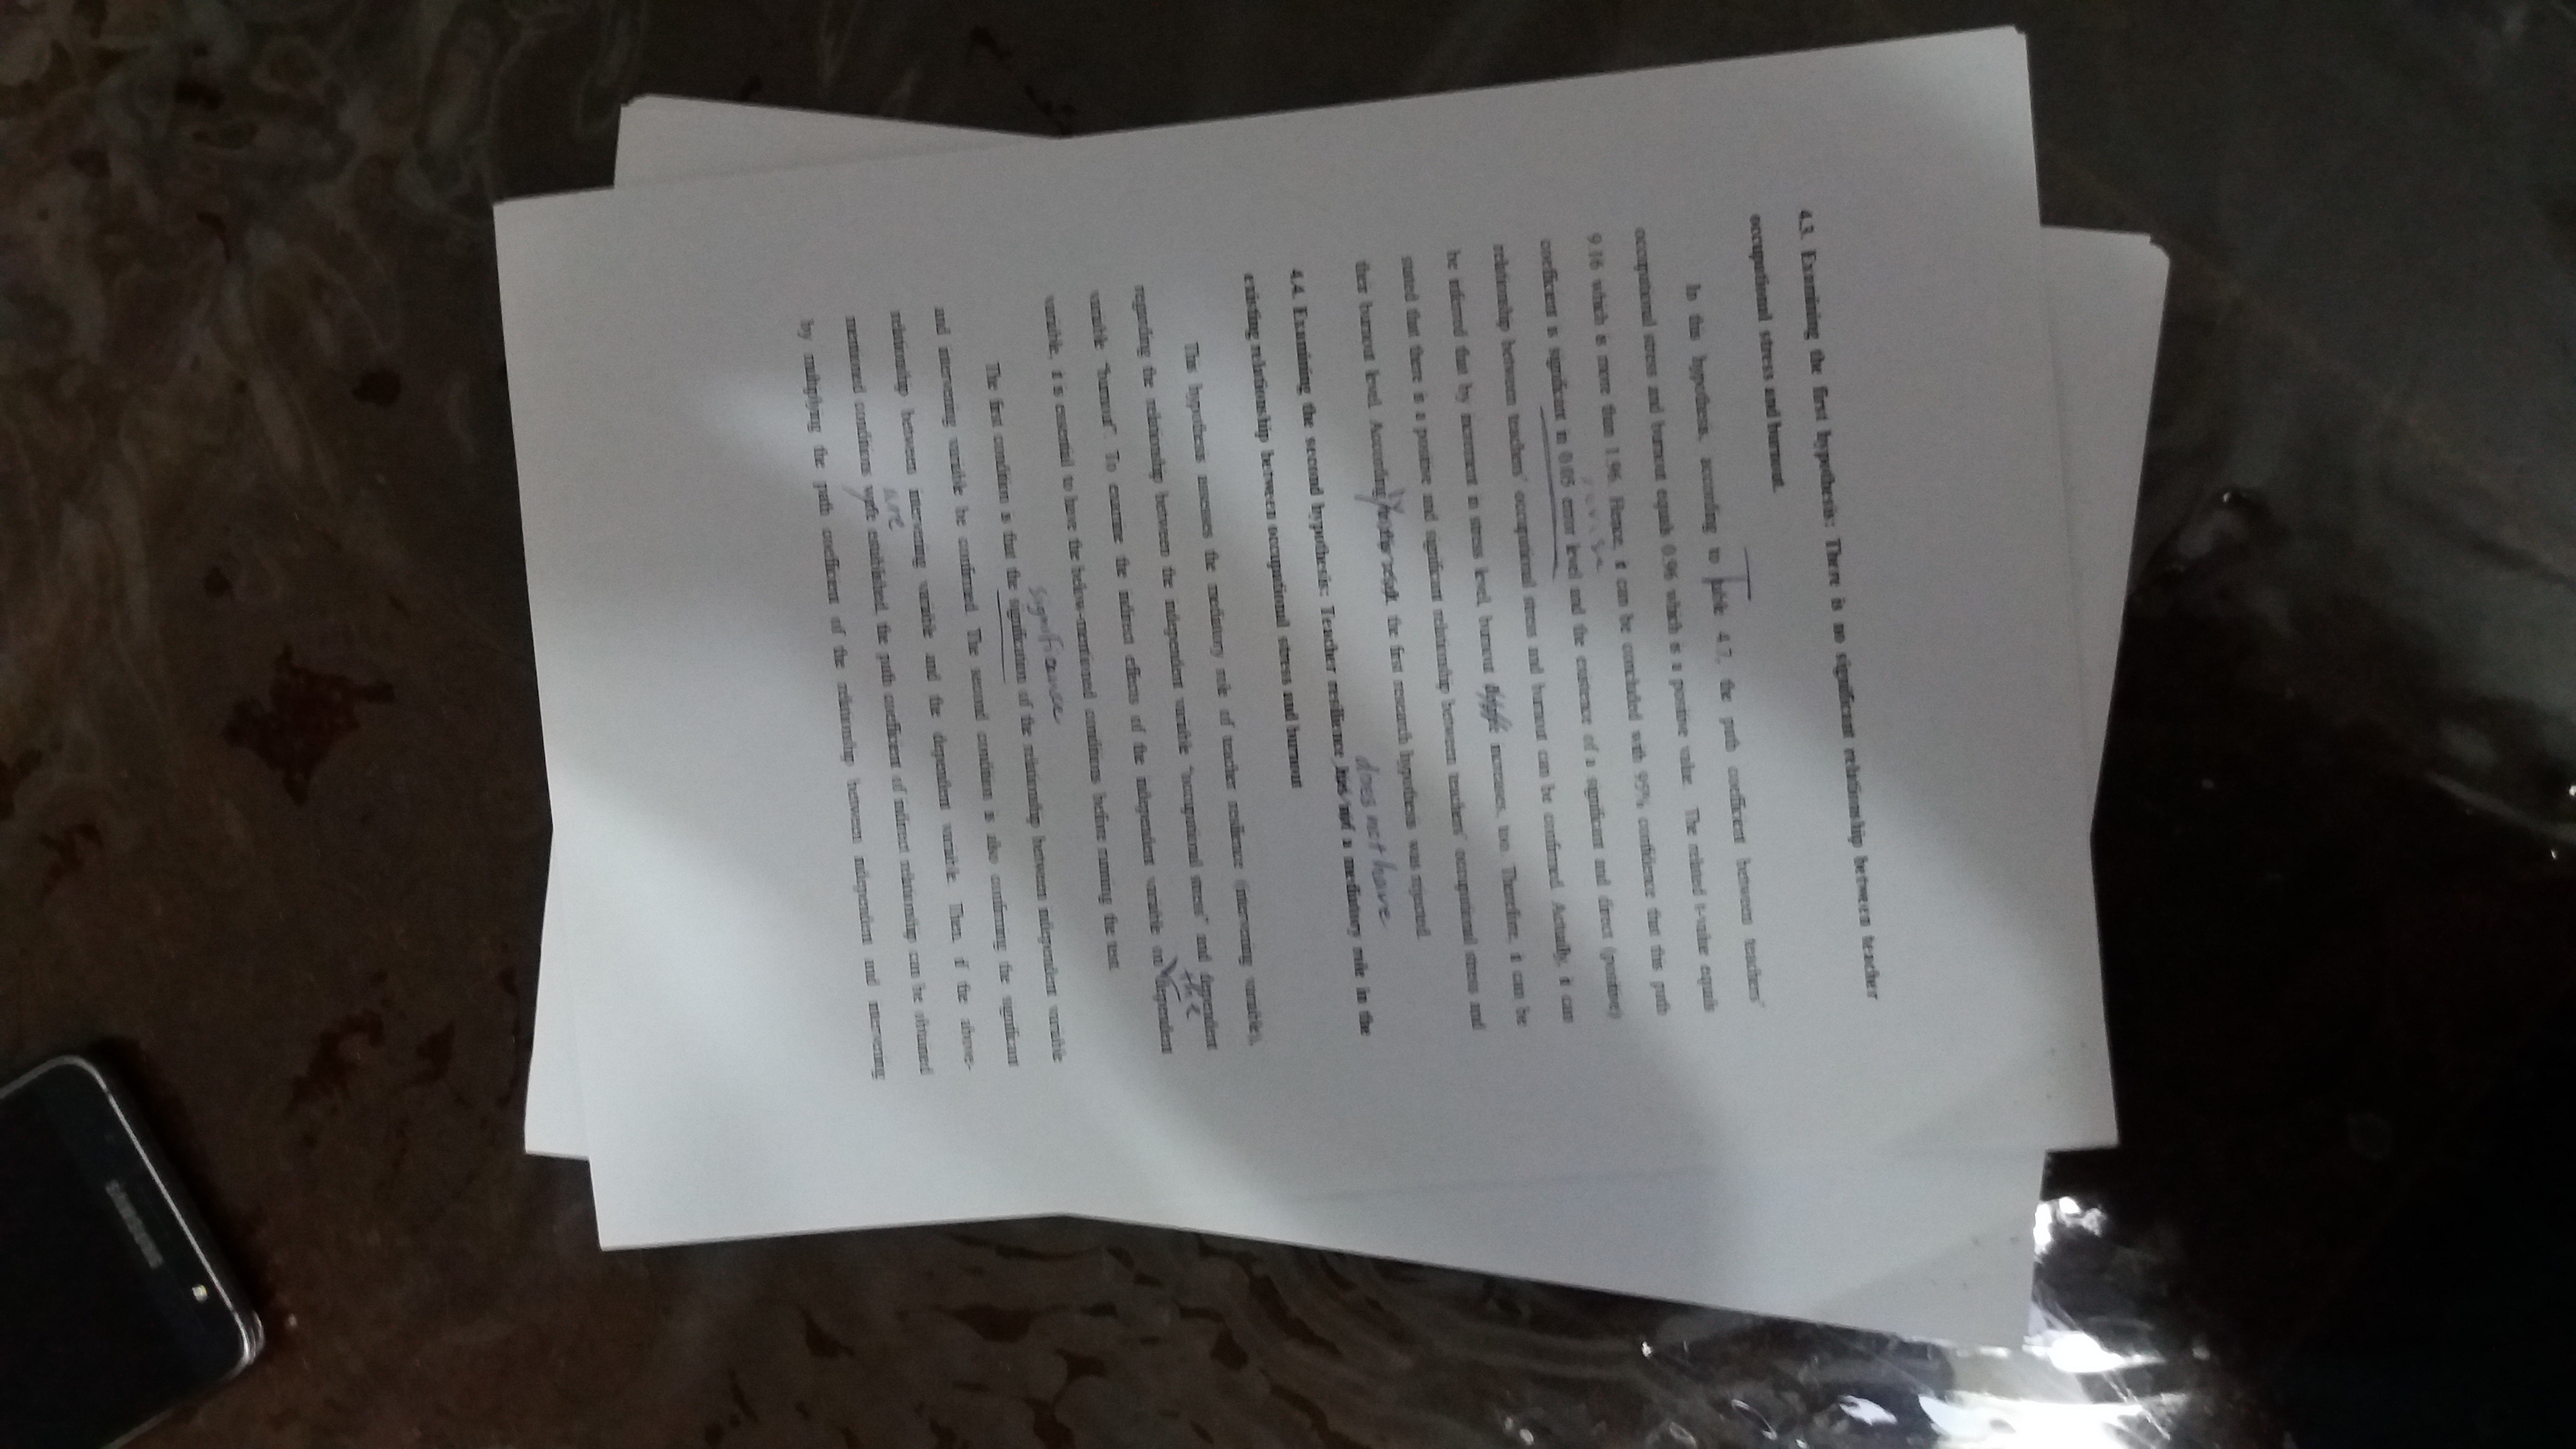 4.3. Examining the first hypothesis: There is no significant relationship between teacher
occupational stress and burnout.
T
In this hypothesis, according to table 4.7, the path coefficient between teachers'
occupational stress and burnout equals 0.96 which is a positive value. The related t-value equals
9.16 which is more than 1.96. Hence, it can be concluded with 95% confidence that this path
revise
coefficient is significant in 0.05 error level and the existence of a significant and direct (positive)
relationship between teachers' occupational stress and burnout can be confirmed. Actually, it can
be inferred that by increment in stress level, burnout degree increases, too. Therefore, it can be
stated that there is a positive and significant relationship between teachers' occupational stress and
ly
their burnout level. According to this result, the first research hypothesis was rejected.
does not have
4.4. Examining the second hypothesis: Teacher resilience has not a mediatory role in the
existing relationship between occupational stress and burnout
This hypothesis assesses the mediatory role of teacher resilience (intervening variable),
regarding the relationship between the independent variable "occupational stress" and dependent
the
variable "burnout". To examine the indirect effects of the independent variable on dependent
variable, it is essential to have the below-mentioned conditions before running the test.
significance
The first condition is that the signification of the relationship between independent variable
and intervening variable be confirmed. The second condition is also confirming the significant
relationship between intervening variable and the dependent variable. Then, if the above-
are
mentioned conditions were established, the path coefficient of indirect relationship can be obtained
by multiplying the path coefficient of the relationship between independent and intervening
SAMSUNG